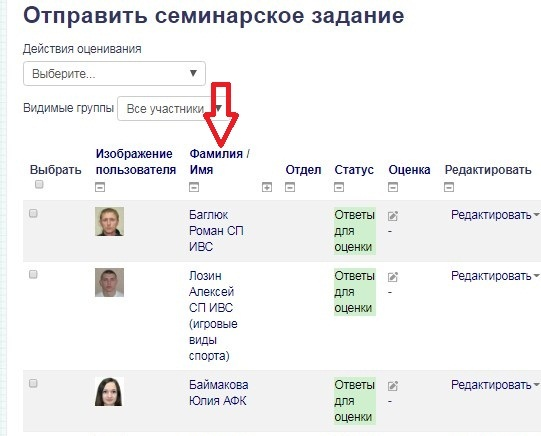 Отправить семинарское задание
Действия оценивания
Выберите...
Видимые группы Все участники
Выбрать Изображение пользователя Фамилия / Имя Отдел Статус Оценка Редактировать
Баглюк Роман СП ИВС Ответы для оценки - Редактировать
Лозин Алексей СП ИВС (игровые виды спорта) Ответы для оценки - Редактировать
Баймакова Юлия АФК Ответы для оценки - Редактировать